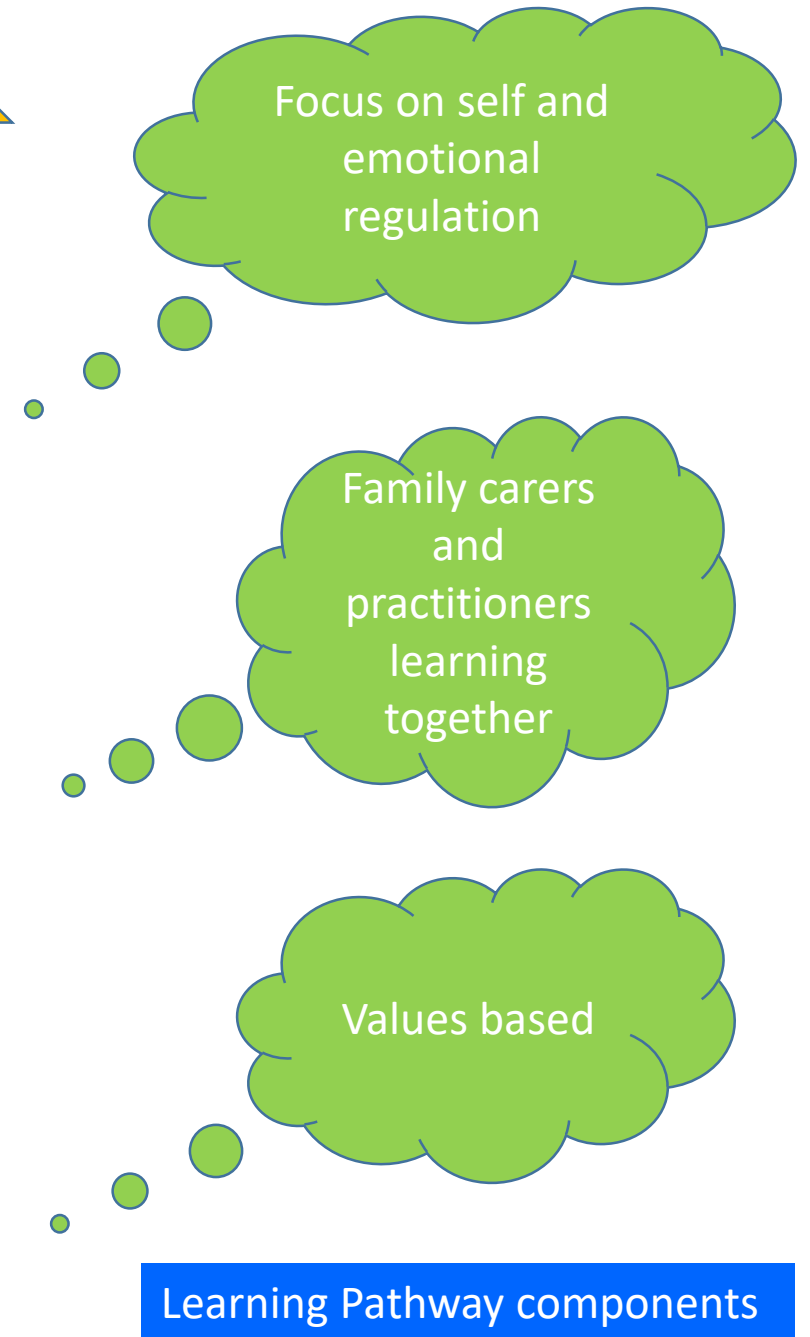 Focus on self and
emotional
regulation
Family carers
and
practitioners
learning
together
Values based
Learning Pathway components